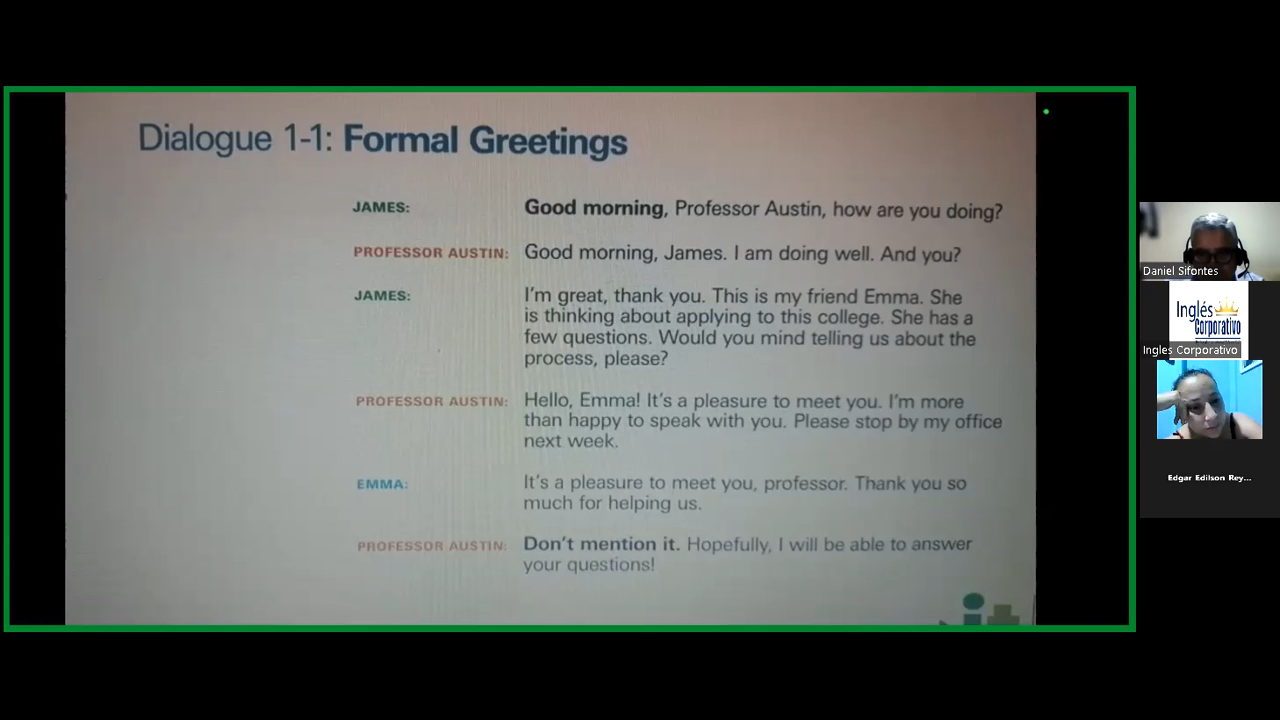 Dialogue 1-1: Formal Greetings
JAMES: Good morning, Professor Austin, how are you doing?
PROFESSOR AUSTIN: Good morning, James. I am doing well. And you?
JAMES: I'm great, thank you. This is my friend Emma. She
is thinking about applying to this college. She has a
few questions. Would you mind telling us about the
process, please?
PROFESSOR AUSTIN: Hello, Emma! It's a pleasure to meet you. I'm more
than happy to speak with you. Please stop by my office
next week.
EMMA: It's a pleasure to meet you, professor. Thank you so
much for helping us.
PROFESSOR AUSTIN: Don't mention it. Hopefully, I will be able to answer
your questions!
Daniel Sifontes
Inglés
Corporativo
Ingles Corporativo
Edgar Edilson Rey...